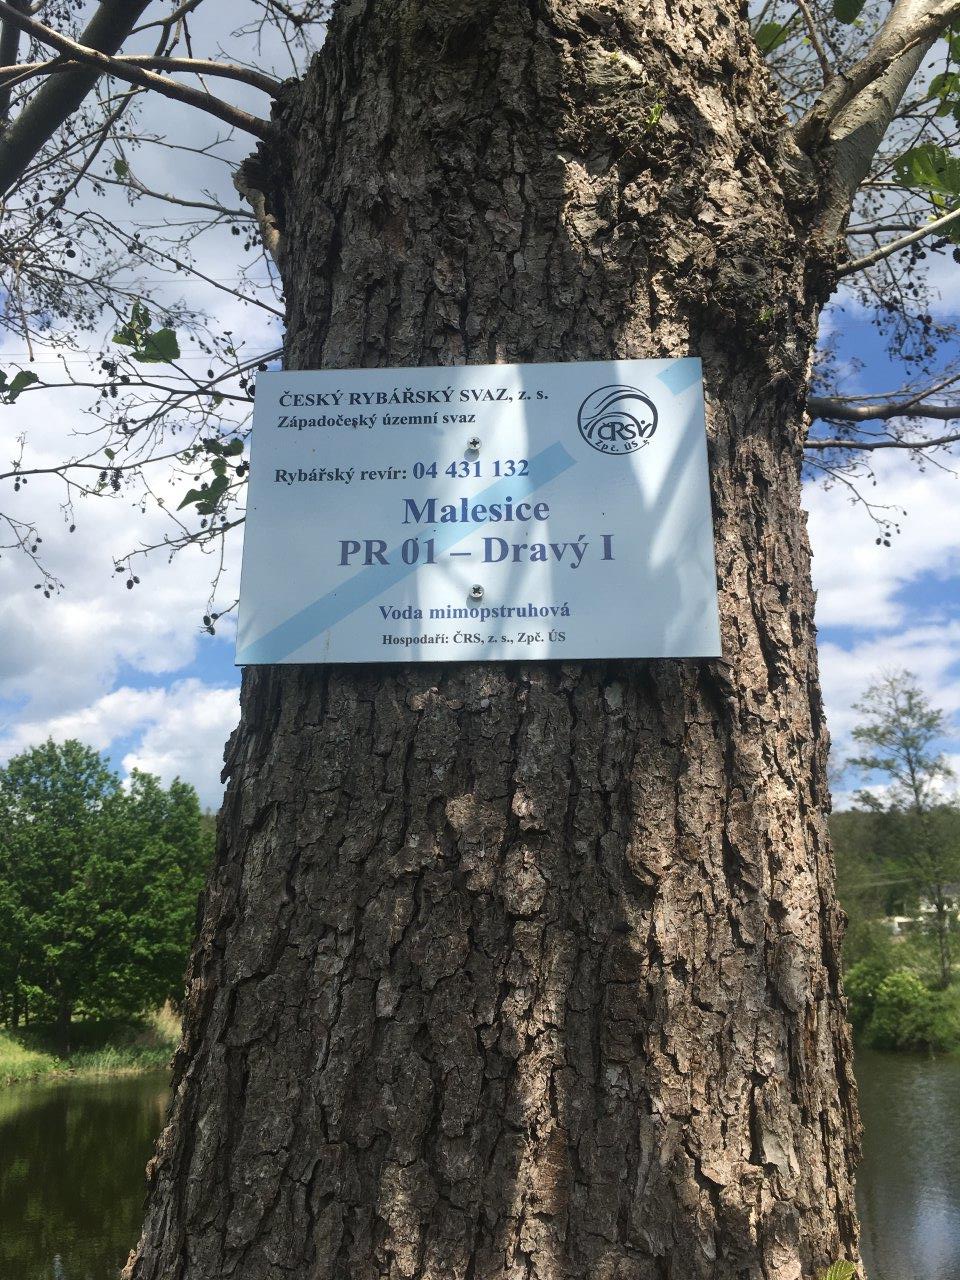 ČESKÝ RYBÁŘSKÝ SVAZ, z. s.
Západočeský územní svaz
ČRS
Zpč. ÚS
Rybářský revír: 04 431 132
Malesice
PR 01 – Dravý I
Voda mimopstruhová
Hospodaří: ČRS, z. s., Zpč. ÚS